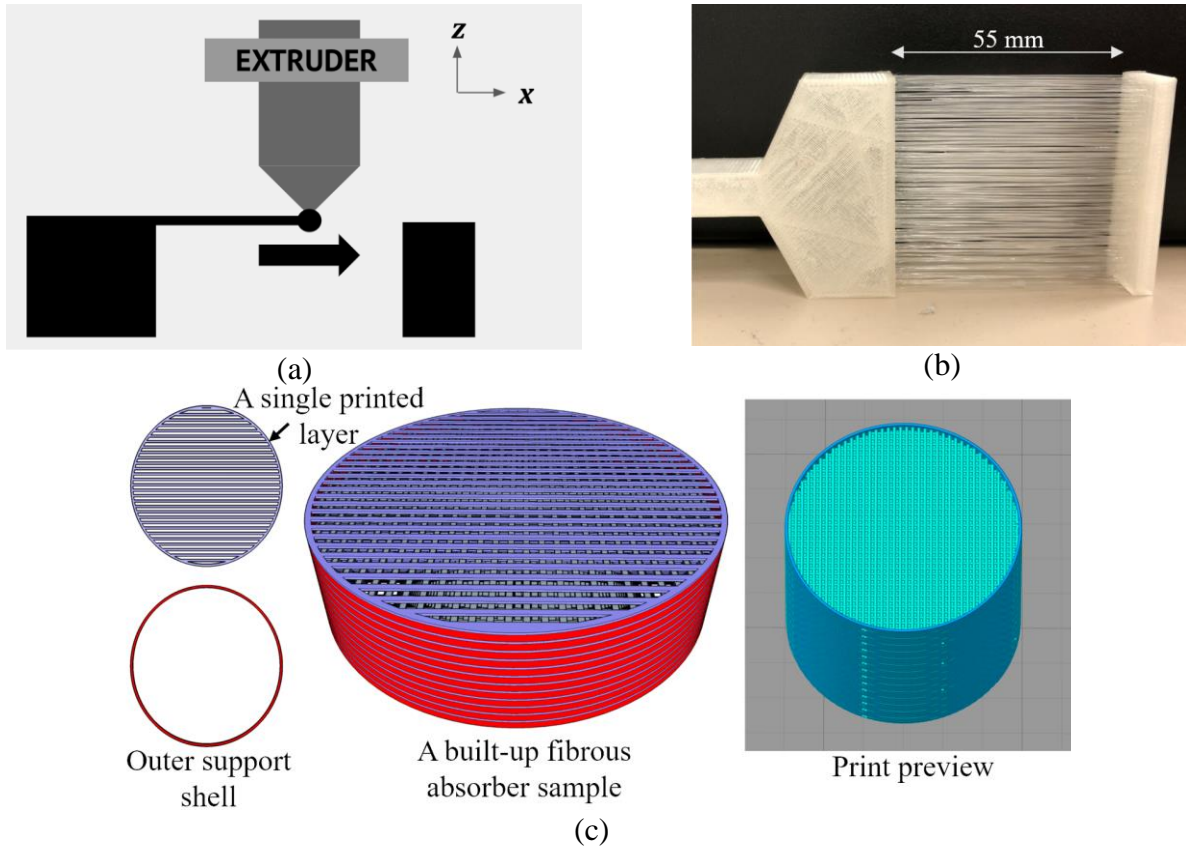 EXTRUDER
z
x
(a)
55 mm
(b)
A single printed
layer
Outer support
shell
A built-up fibrous
absorber sample
Print preview
(c)